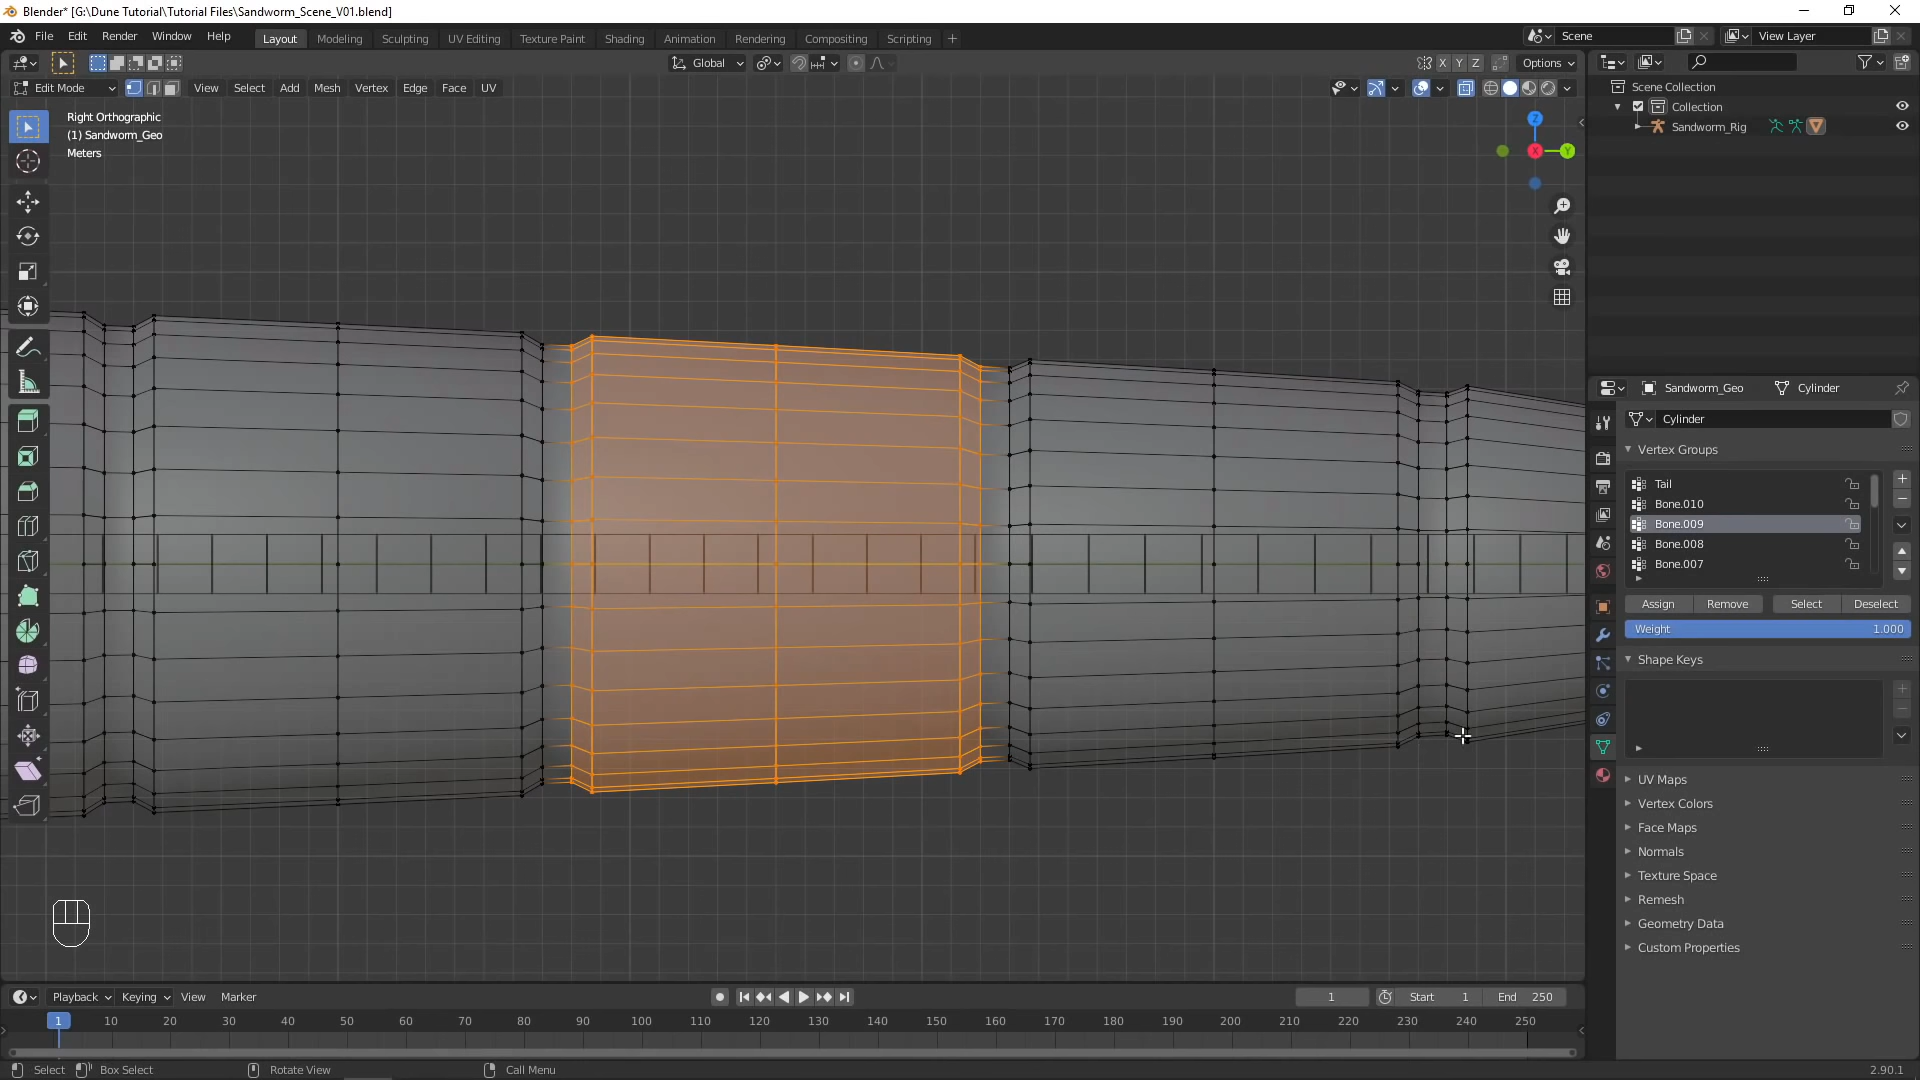 Blender* [G:\Dune Tutorial\Tutorial Files\Sandworm_Scene_V01.blend]
File Edit Render Window Help Layout Modeling Sculpting UV Editing Texture Paint Shading Animation Rendering Compositing Scripting + Scene View Layer
Global X Y Z Options
Edit Mode View Select Add Mesh Vertex Edge Face UV
Right Orthographic
(1) Sandworm_Geo
Meters
Z
X Y
Scene Collection
Collection
Sandworm_Rig
Sandworm_Geo Cylinder
Cylinder
Vertex Groups
Tail
Bone.010
Bone.009
Bone.008
Bone.007
Assign Remove Select Deselect
Weight 1.000
Shape Keys
UV Maps
Vertex Colors
Face Maps
Normals
Texture Space
Remesh
Geometry Data
Custom Properties
Playback Keying View Marker 1 Start 1 End 250
1 10 20 30 40 50 60 70 80 90 100 110 120 130 140 150 160 170 180 190 200 210 220 230 240 250
Select Box Select Rotate View Call Menu 2.90.1